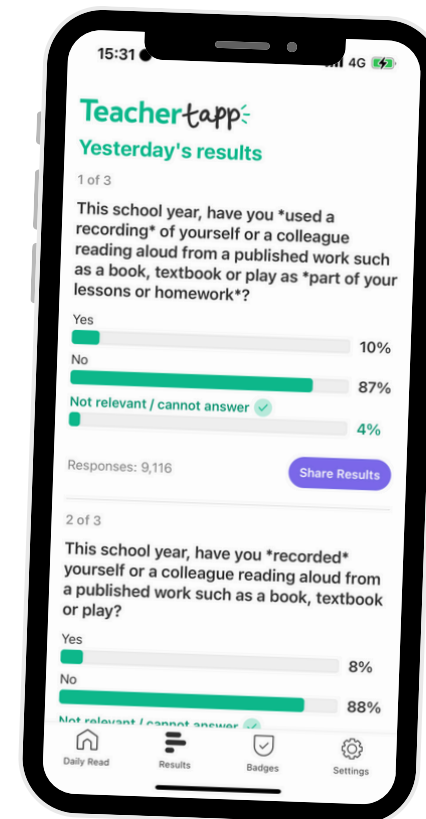 15:31
4G
Teachertapp
Yesterday's results
1 of 3
This school year, have you *used a
recording* of yourself or a colleague
reading aloud from a published work such
as a book, textbook or play as *part of your
lessons or homework*?
Yes
10%
No
87%
Not relevant / cannot answer
4%
Responses: 9,116
Share Results
2 of 3
This school year, have you *recorded*
yourself or a colleague reading aloud from
a published work such as a book, textbook
or play?
Yes
8%
No
88%
Not relevant / cannot answer
Daily Read
Results
Badges
Settings